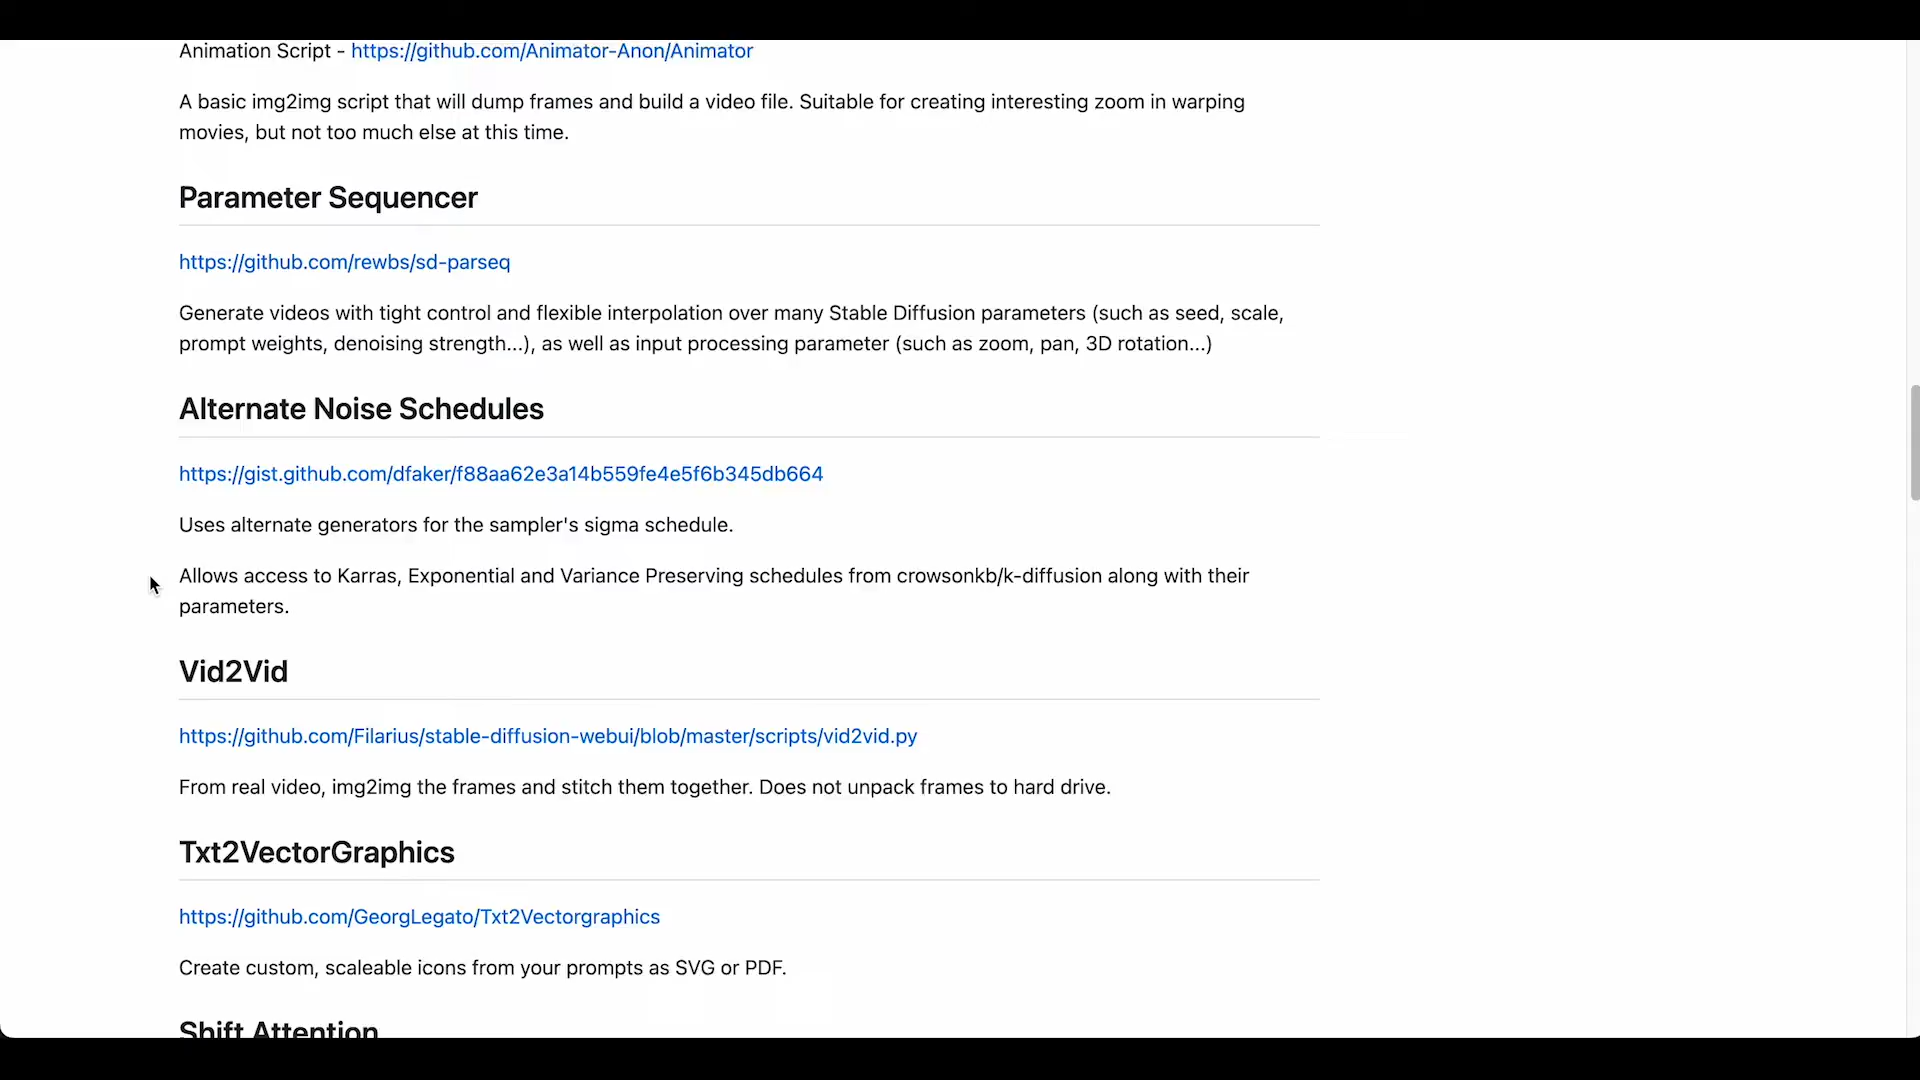 Animation Script - https://github.com/Animator-Anon/Animator
A basic img2img script that will dump frames and build a video file. Suitable for creating interesting zoom in warping
movies, but not too much else at this time.
Parameter Sequencer
https://github.com/rewbs/sd-parseq
Generate videos with tight control and flexible interpolation over many Stable Diffusion parameters (such as seed, scale,
prompt weights, denoising strength...), as well as input processing parameter (such as zoom, pan, 3D rotation...)
Alternate Noise Schedules
https://gist.github.com/dfaker/f88aa62e3a14b559fe4e5f6b345db664
Uses alternate generators for the sampler's sigma schedule.
Allows access to Karras, Exponential and Variance Preserving schedules from crowsonkb/k-diffusion along with their
parameters.
Vid2Vid
https://github.com/Filarius/stable-diffusion-webui/blob/master/scripts/vid2vid.py
From real video, img2img the frames and stitch them together. Does not unpack frames to hard drive.
Txt2VectorGraphics
https://github.com/GeorgLegato/Txt2Vectorgraphics
Create custom, scaleable icons from your prompts as SVG or PDF.
Shift Attention